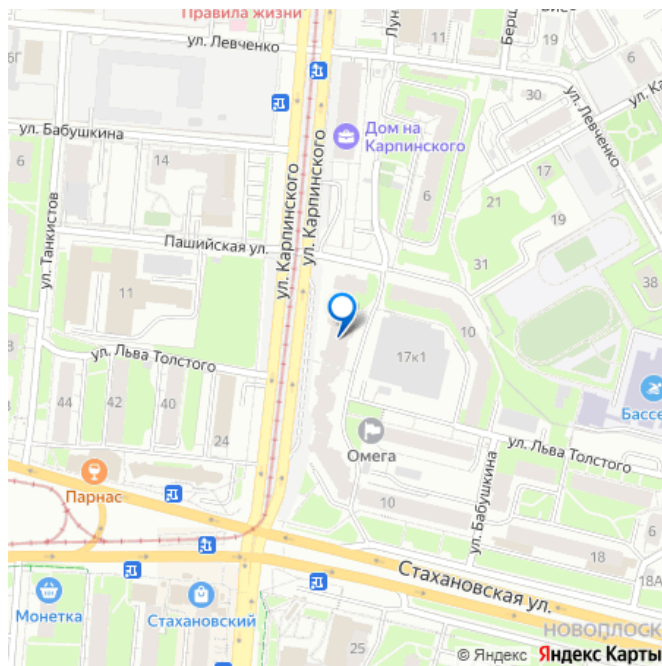 Правила жизни
ул. Левченко
6Г
30
6
ул. Бабушкина
Дом на
Карпинского
ул. Левченко
6
14
6
17
21
19
19
ул. Танкистов
Пашийская ул.
ул. Карпинского
ул. Карпинского
31
38
11
10
17к1
ул. Льва Толстого
44
42
40
24
Бассе
Омега
ул. Льва Толстого
Парнас
10
ул. Бабушкина
18
18А
Стахановская ул.
Монетка
Стахановский
25
НОВОПЛОСК
© Яндекс Яндекс Карты